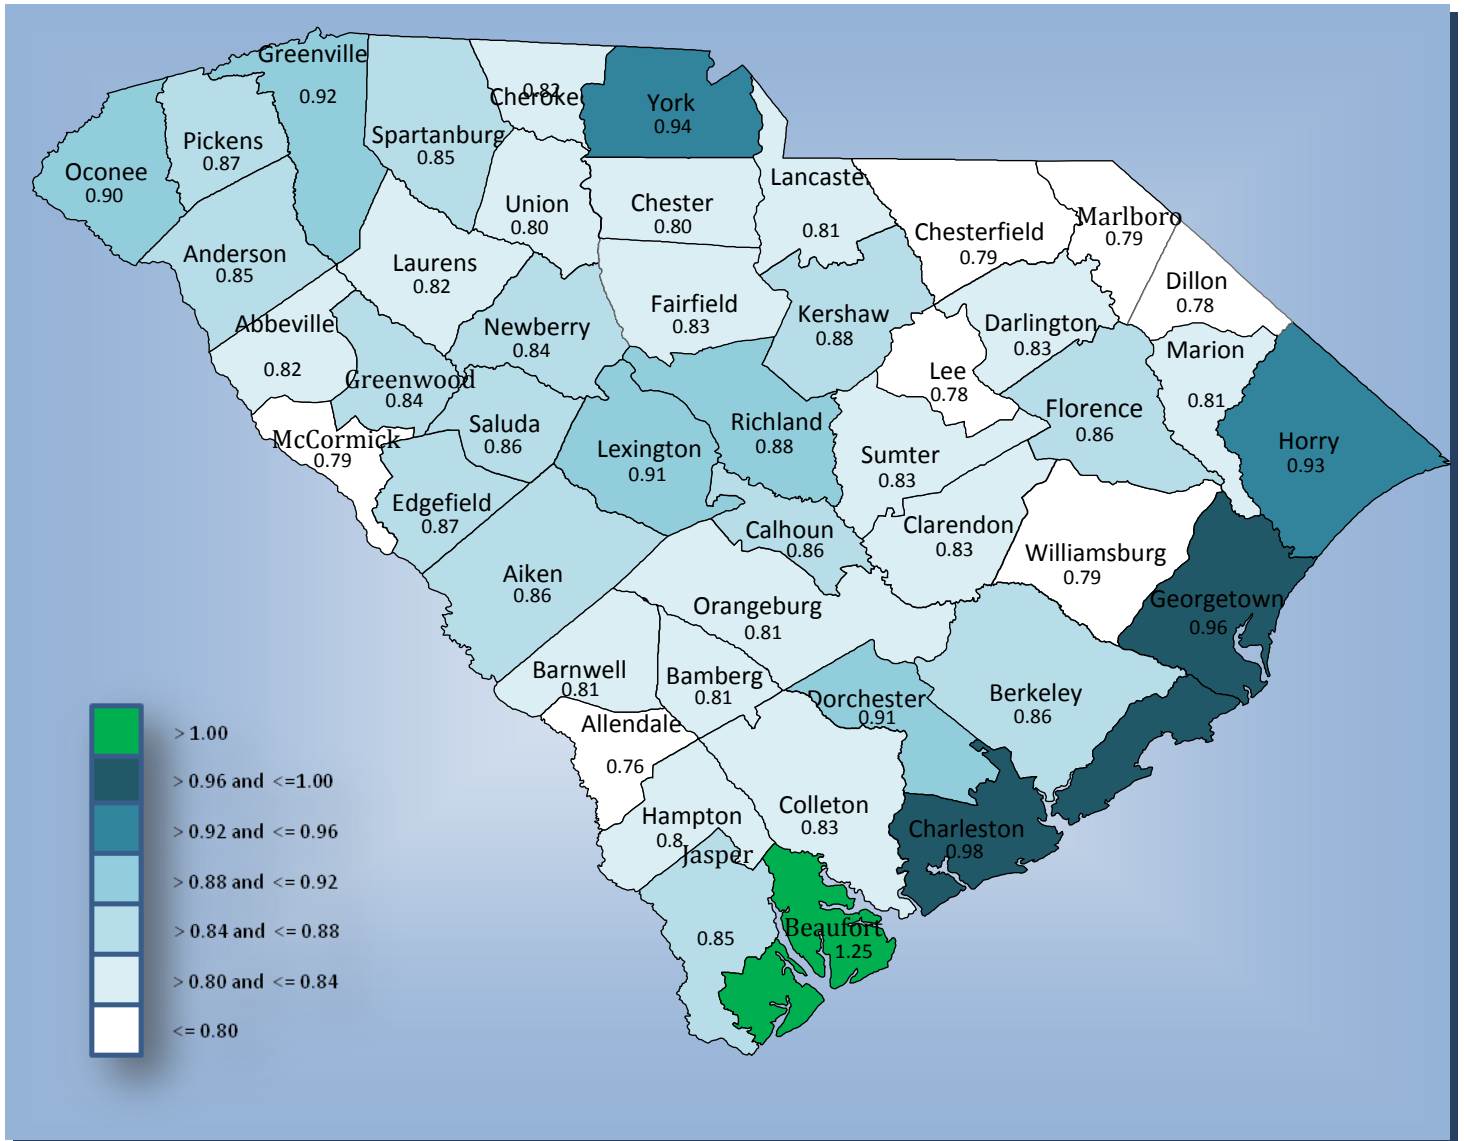 Greenville
0.92
Cherokee
0.82
York
0.94
Spartanburg
0.85
Pickens
0.87
Oconee
0.90
Union
0.80
Chester
0.80
Lancaster
0.81
Chesterfield
0.79
Marlboro
0.79
Dillon
0.78
Anderson
0.85
Laurens
0.82
Fairfield
0.83
Kershaw
0.88
Darlington
0.83
Marion
0.81
Abbeville
0.82
Newberry
0.84
Greenwood
0.84
Lee
0.78
Florence
0.86
Horry
0.93
McCormick
0.79
Saluda
0.86
Lexington
0.91
Richland
0.88
Sumter
0.83
Edgefield
0.87
Calhoun
0.86
Clarendon
0.83
Williamsburg
0.79
Georgetown
0.96
Aiken
0.86
Orangeburg
0.81
Barnwell
0.81
Bamberg
0.81
Dorchester
0.91
Berkeley
0.86
Allendale
0.76
Hampton
0.8
Colleton
0.83
Charleston
0.98
Jasper
0.85
Beaufort
1.25
> 1.00
> 0.96 and <=1.00
> 0.92 and <= 0.96
> 0.88 and <= 0.92
> 0.84 and <= 0.88
> 0.80 and <= 0.84
<= 0.80